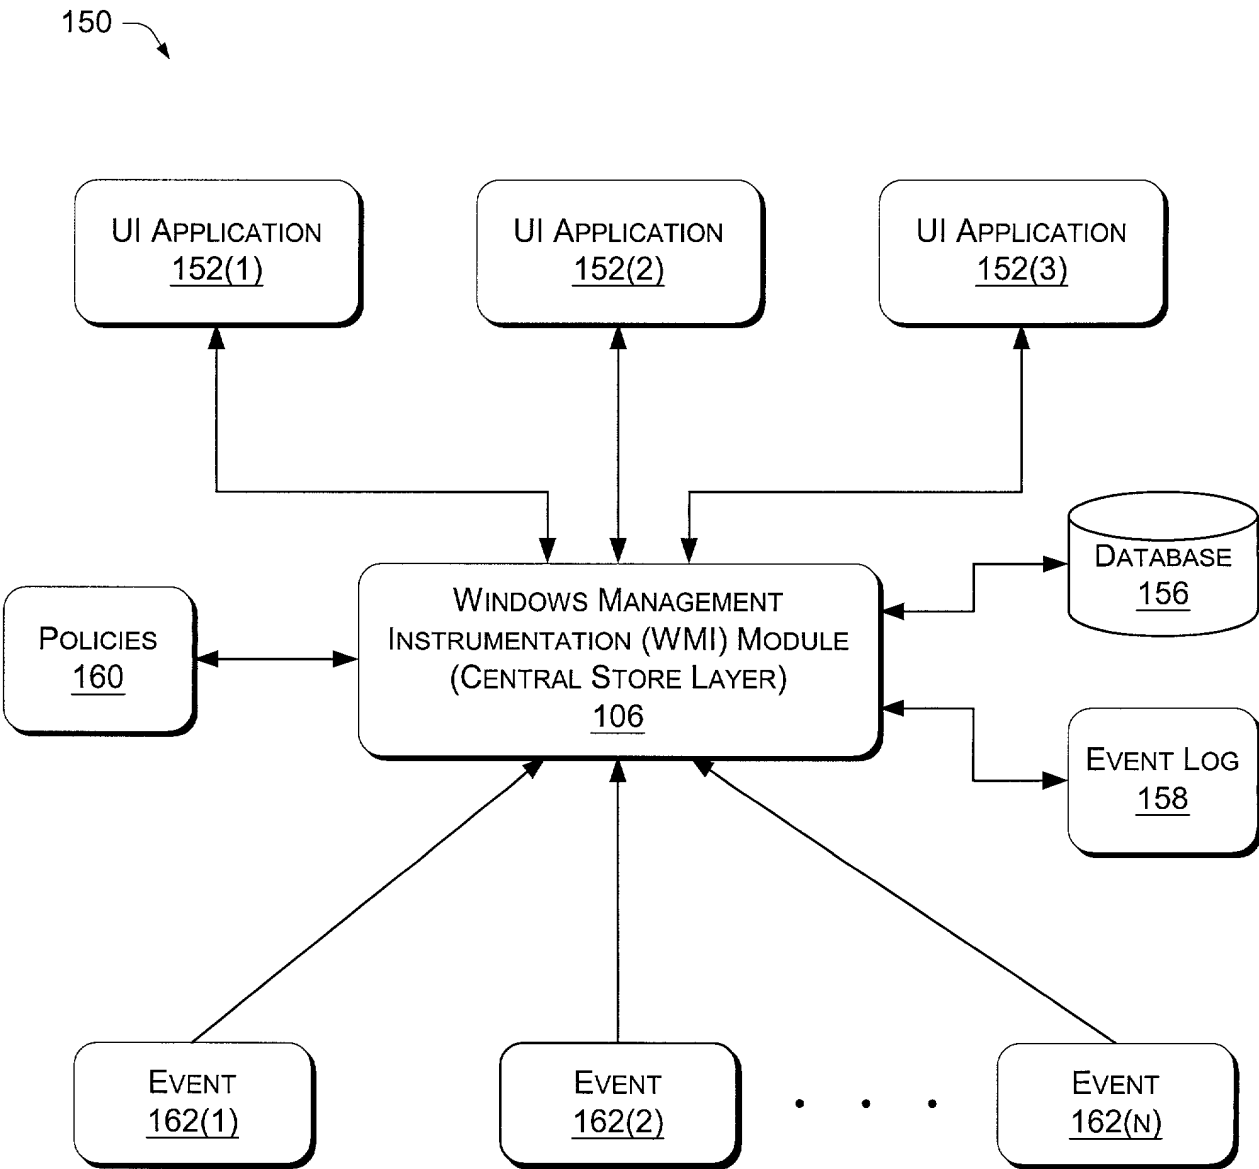 150
UI APPLICATION
152(1)
UI APPLICATION
152(2)
UI APPLICATION
152(3)
DATABASE
156
WINDOWS MANAGEMENT
INSTRUMENTATION (WMI) MODULE
(CENTRAL STORE LAYER)
106
POLICIES
160
EVENT LOG
158
EVENT
162(1)
EVENT
162(2)
. . .
EVENT
162(N)